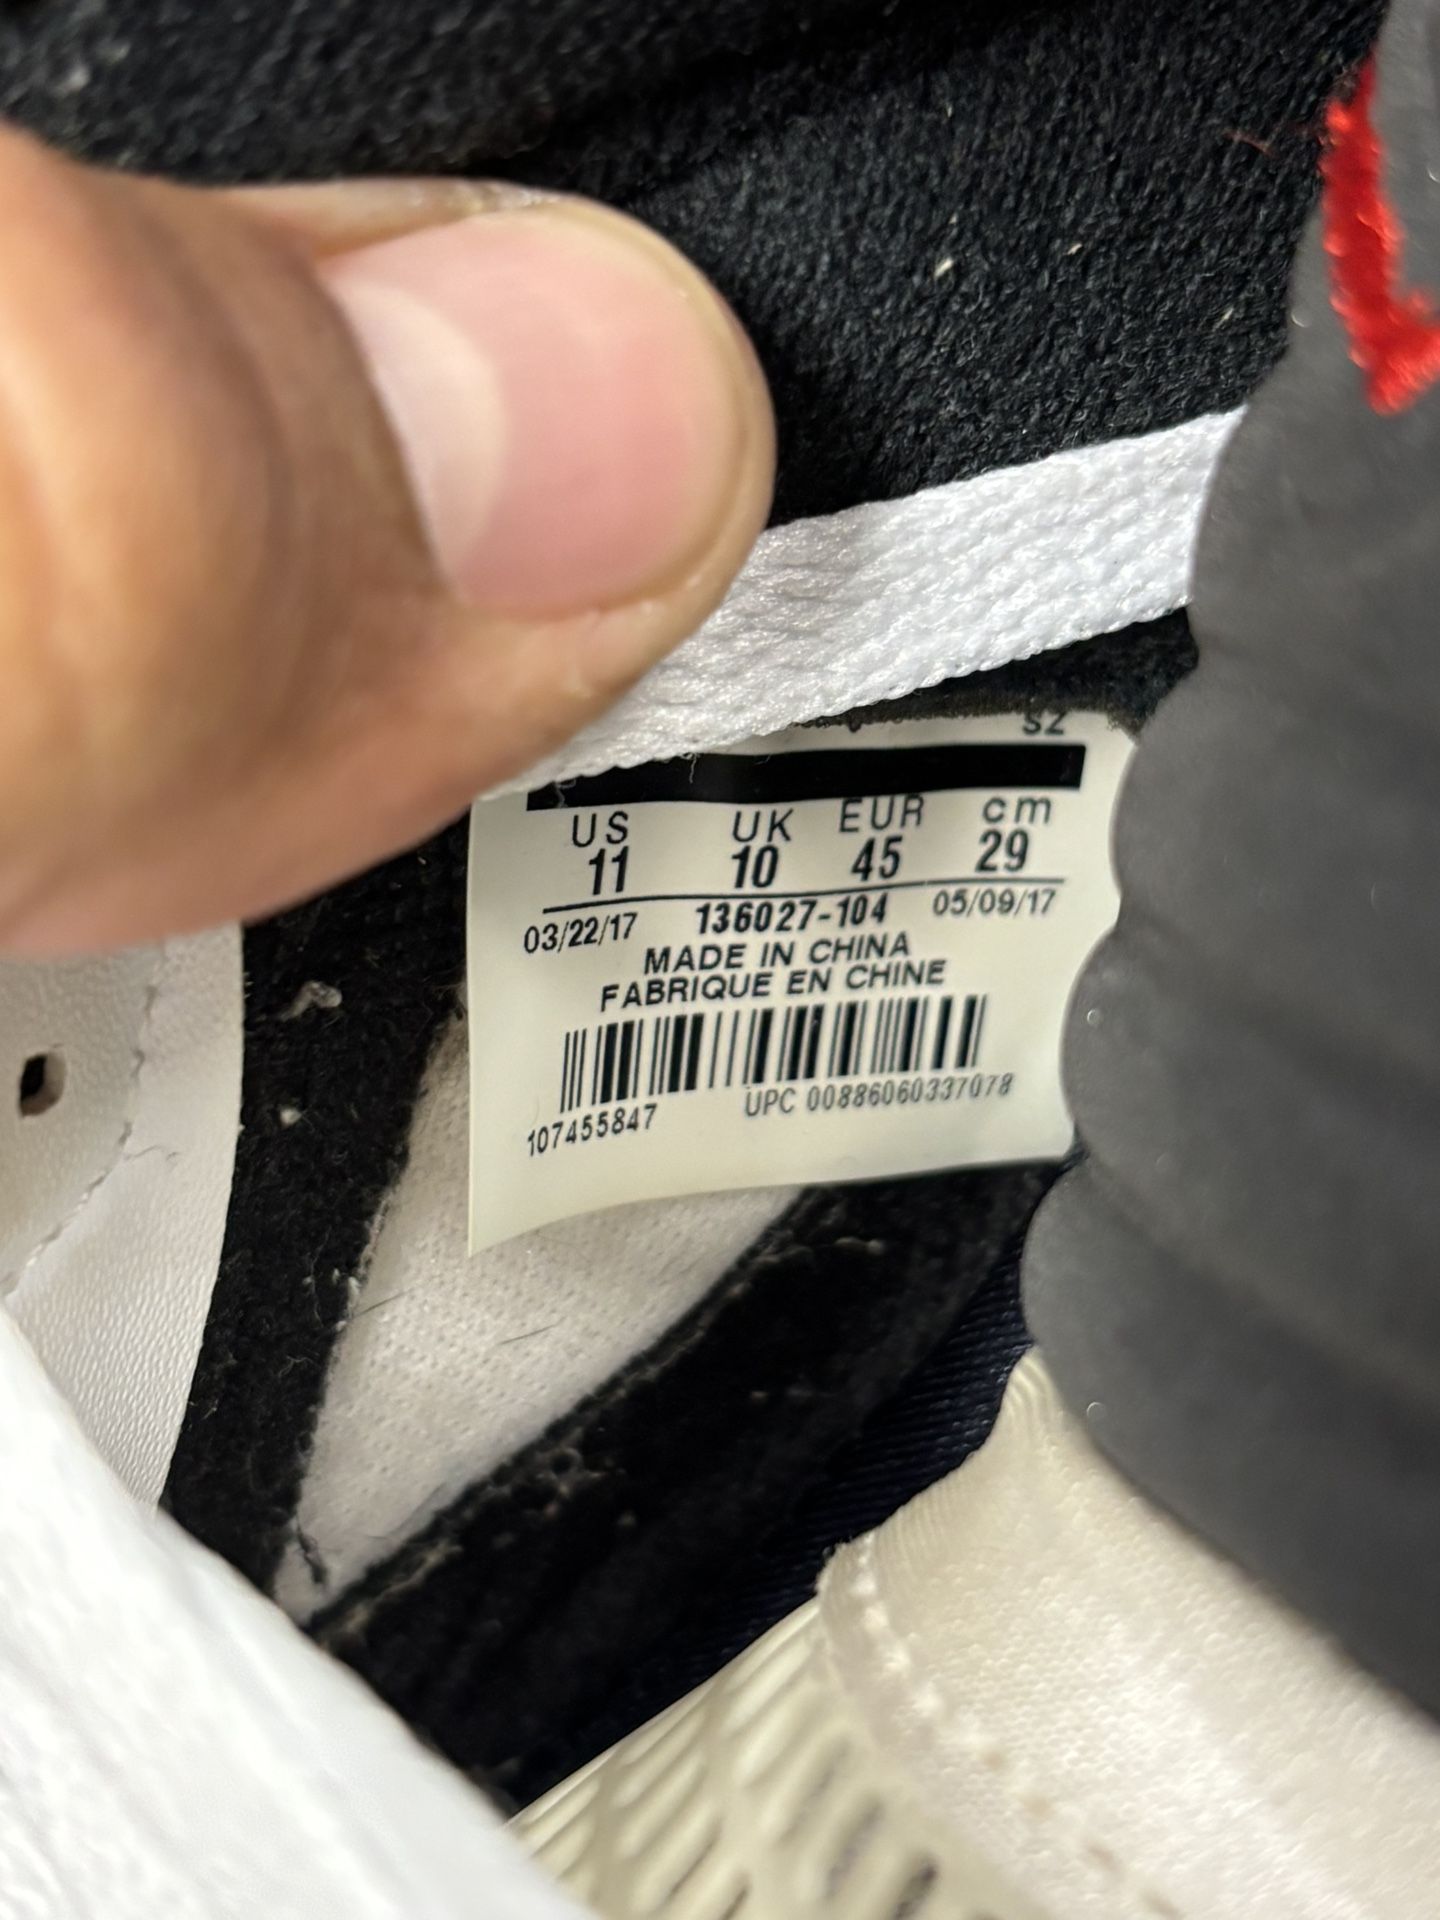 SZ
US UK EUR cm
11 10 45 29
03/22/17 136027-104 05/09/17
MADE IN CHINA
FABRIQUE EN CHINE
107455847 UPC 00886060337078